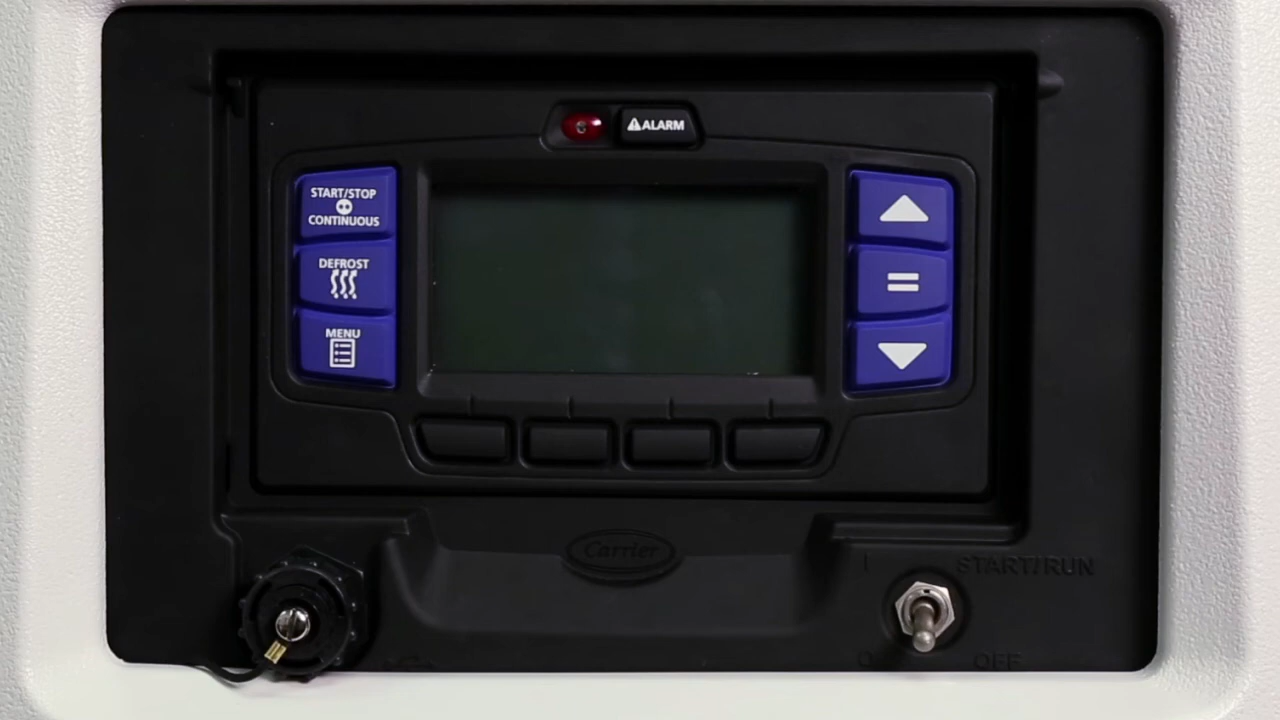 ALARM
START/STOP
CONTINUOUS
DEFROST
MENU
Carrier
I START/RUN
O OFF